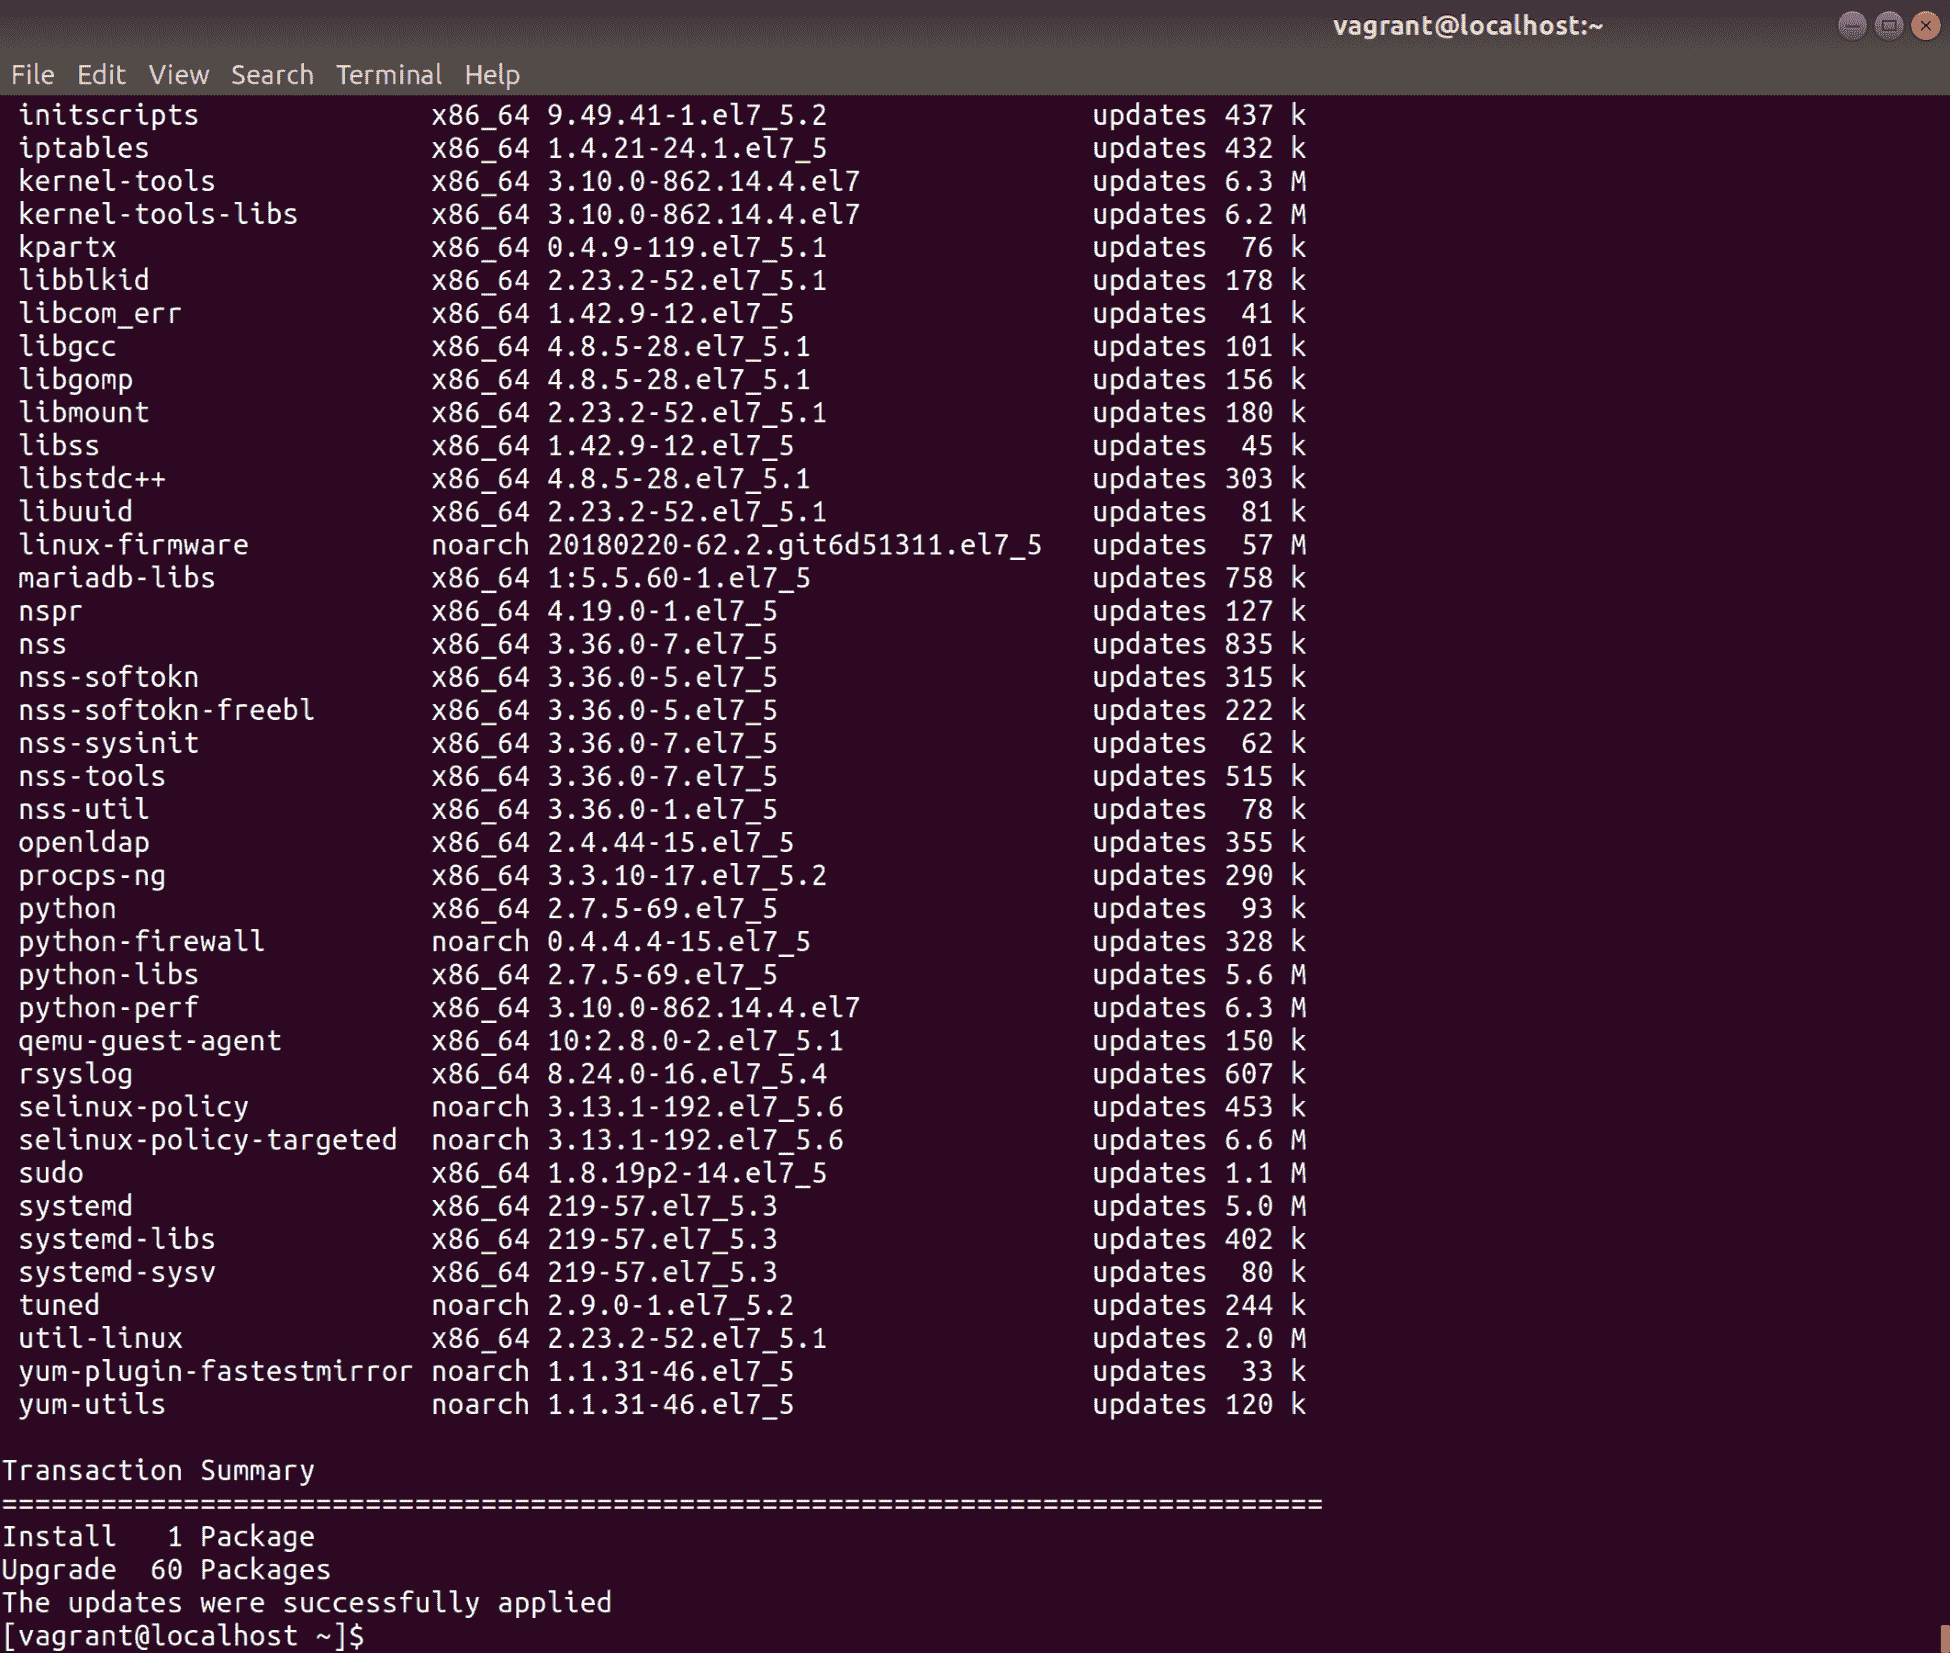 vagrant@localhost:~
File Edit View Search Terminal Help
initscripts x86_64 9.49.41-1.el7_5.2 updates 437 k
iptables x86_64 1.4.21-24.1.el7_5 updates 432 k
kernel-tools x86_64 3.10.0-862.14.4.el7 updates 6.3 M
kernel-tools-libs x86_64 3.10.0-862.14.4.el7 updates 6.2 M
kpartx x86_64 0.4.9-119.el7_5.1 updates 76 k
libblkid x86_64 2.23.2-52.el7_5.1 updates 178 k
libcom_err x86_64 1.42.9-12.el7_5 updates 41 k
libgcc x86_64 4.8.5-28.el7_5.1 updates 101 k
libgomp x86_64 4.8.5-28.el7_5.1 updates 156 k
libmount x86_64 2.23.2-52.el7_5.1 updates 180 k
libss x86_64 1.42.9-12.el7_5 updates 45 k
libstdc++ x86_64 4.8.5-28.el7_5.1 updates 303 k
libuuid x86_64 2.23.2-52.el7_5.1 updates 81 k
linux-firmware noarch 20180220-62.2.git6d51311.el7_5 updates 57 M
mariadb-libs x86_64 1:5.5.60-1.el7_5 updates 758 k
nspr x86_64 4.19.0-1.el7_5 updates 127 k
nss x86_64 3.36.0-7.el7_5 updates 835 k
nss-softokn x86_64 3.36.0-5.el7_5 updates 315 k
nss-softokn-freebl x86_64 3.36.0-5.el7_5 updates 222 k
nss-sysinit x86_64 3.36.0-7.el7_5 updates 62 k
nss-tools x86_64 3.36.0-7.el7_5 updates 515 k
nss-util x86_64 3.36.0-1.el7_5 updates 78 k
openldap x86_64 2.4.44-15.el7_5 updates 355 k
procps-ng x86_64 3.3.10-17.el7_5.2 updates 290 k
python x86_64 2.7.5-69.el7_5 updates 93 k
python-firewall noarch 0.4.4.4-15.el7_5 updates 328 k
python-libs x86_64 2.7.5-69.el7_5 updates 5.6 M
python-perf x86_64 3.10.0-862.14.4.el7 updates 6.3 M
qemu-guest-agent x86_64 10:2.8.0-2.el7_5.1 updates 150 k
rsyslog x86_64 8.24.0-16.el7_5.4 updates 607 k
selinux-policy noarch 3.13.1-192.el7_5.6 updates 453 k
selinux-policy-targeted noarch 3.13.1-192.el7_5.6 updates 6.6 M
sudo x86_64 1.8.19p2-14.el7_5 updates 1.1 M
systemd x86_64 219-57.el7_5.3 updates 5.0 M
systemd-libs x86_64 219-57.el7_5.3 updates 402 k
systemd-sysv x86_64 219-57.el7_5.3 updates 80 k
tuned noarch 2.9.0-1.el7_5.2 updates 244 k
util-linux x86_64 2.23.2-52.el7_5.1 updates 2.0 M
yum-plugin-fastestmirror noarch 1.1.31-46.el7_5 updates 33 k
yum-utils noarch 1.1.31-46.el7_5 updates 120 k
Transaction Summary
================================================================================
Install 1 Package
Upgrade 60 Packages
The updates were successfully applied
[vagrant@localhost ~]$